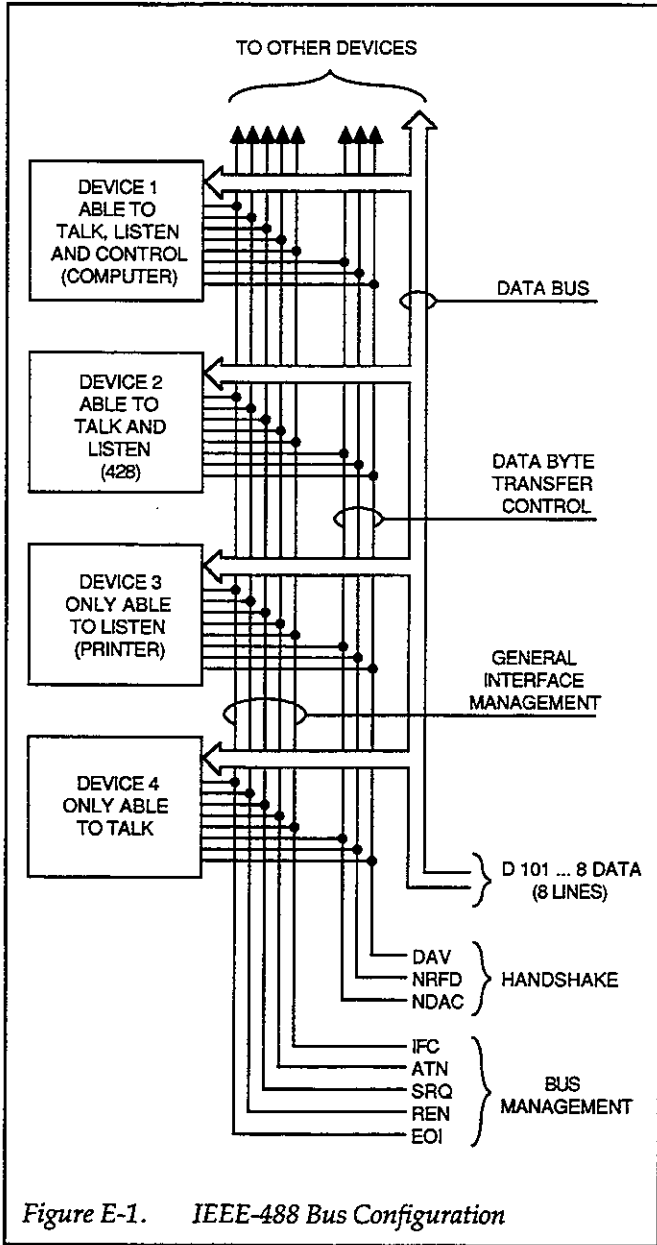 TO OTHER DEVICES
DEVICE 1
ABLE TO
TALK, LISTEN
AND CONTROL
(COMPUTER)
DATA BUS
DEVICE 2
ABLE TO
TALK AND
LISTEN
(428)
DATA BYTE
TRANSFER
CONTROL
DEVICE 3
ONLY ABLE
TO LISTEN
(PRINTER)
GENERAL
INTERFACE
MANAGEMENT
DEVICE 4
ONLY ABLE
TO TALK
D 101 ... 8 DATA
(8 LINES)
DAV
NRFD
NDAC
HANDSHAKE
IFC
ATN
SRQ
REN
EOI
BUS
MANAGEMENT
Figure E-1. IEEE-488 Bus Configuration